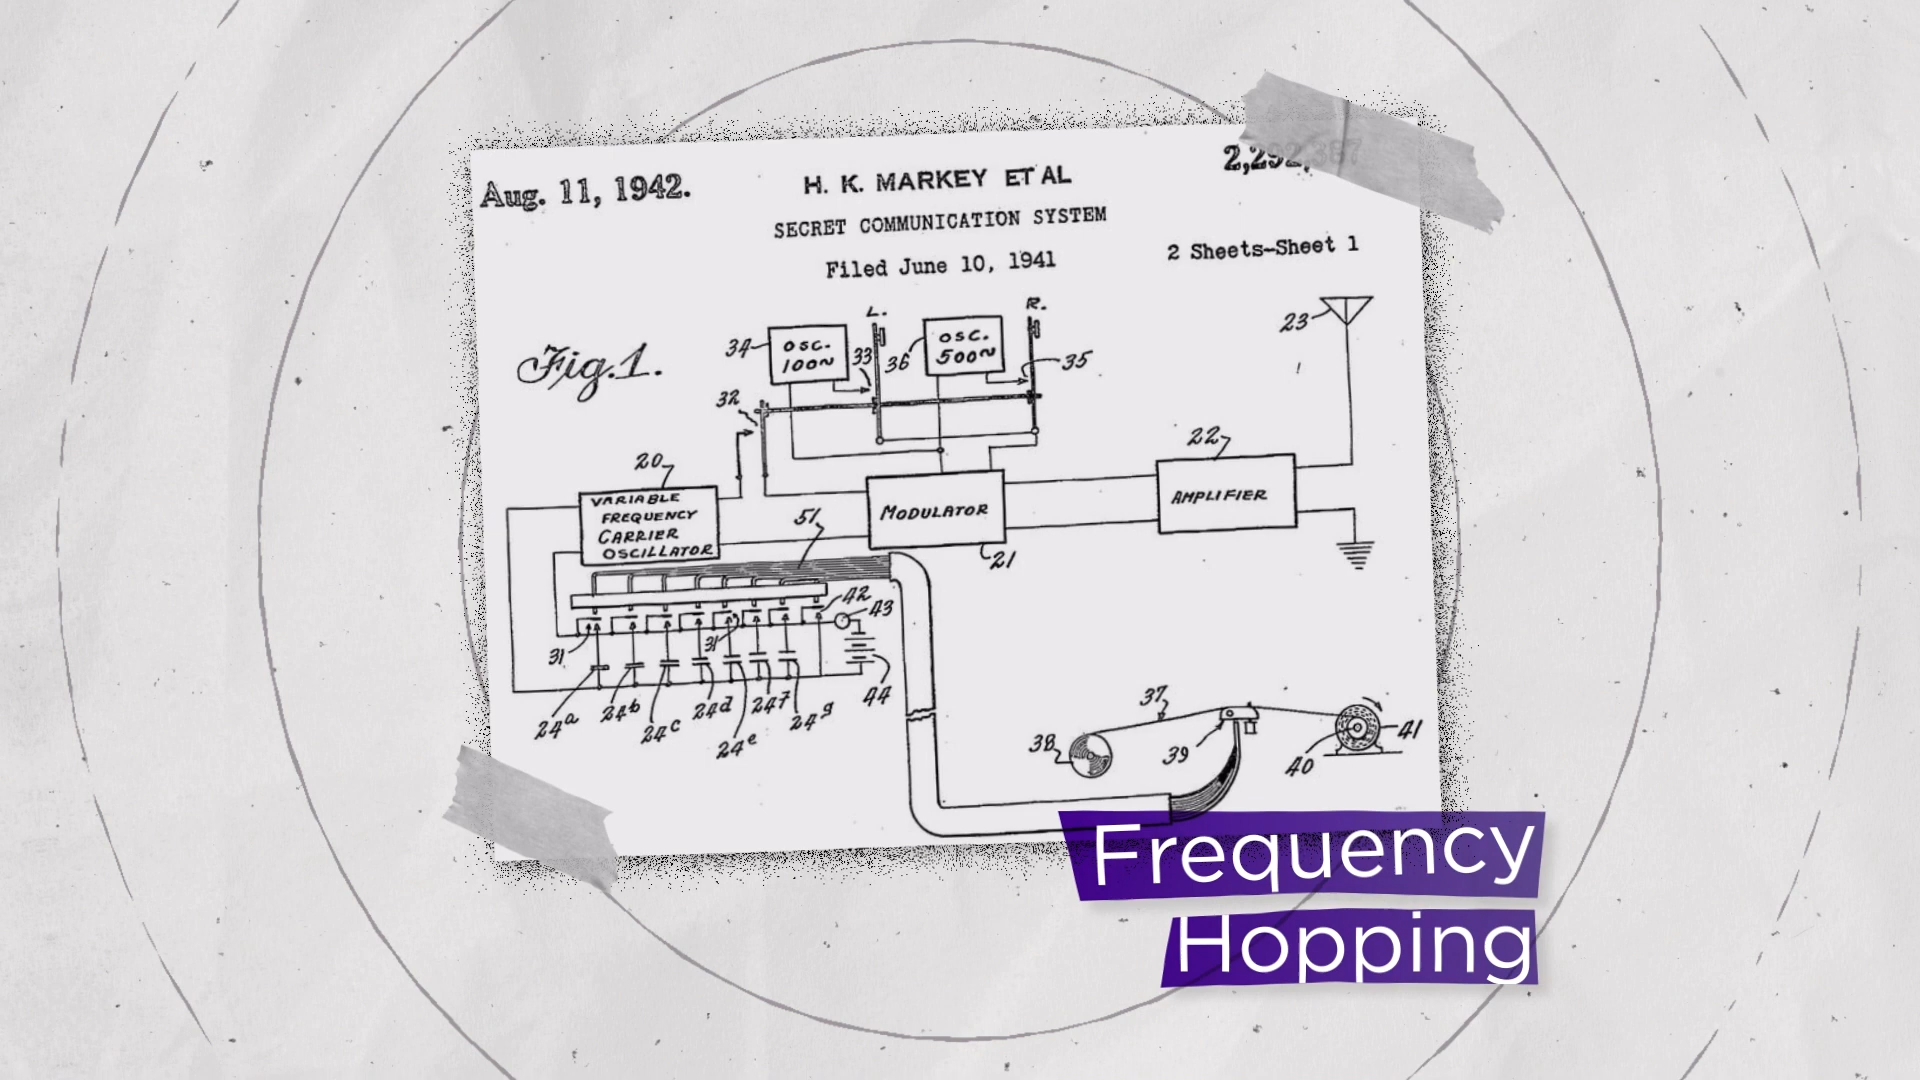 Aug. 11, 1942.
H. K. MARKEY ET AL
2,292,387
SECRET COMMUNICATION SYSTEM
Filed June 10, 1941
2 Sheets-Sheet 1
Fig.1.
L.
R.
34
OSC.
100~
33
36
OSC.
500~
35
23
32
20
VARIABLE
FREQUENCY
CARRIER
OSCILLATOR
51
MODULATOR
21
22
AMPLIFIER
42
43
31
31
44
24a
24b
24c
24d
24e
24f
24g
37
38
39
40
41
Frequency
Hopping